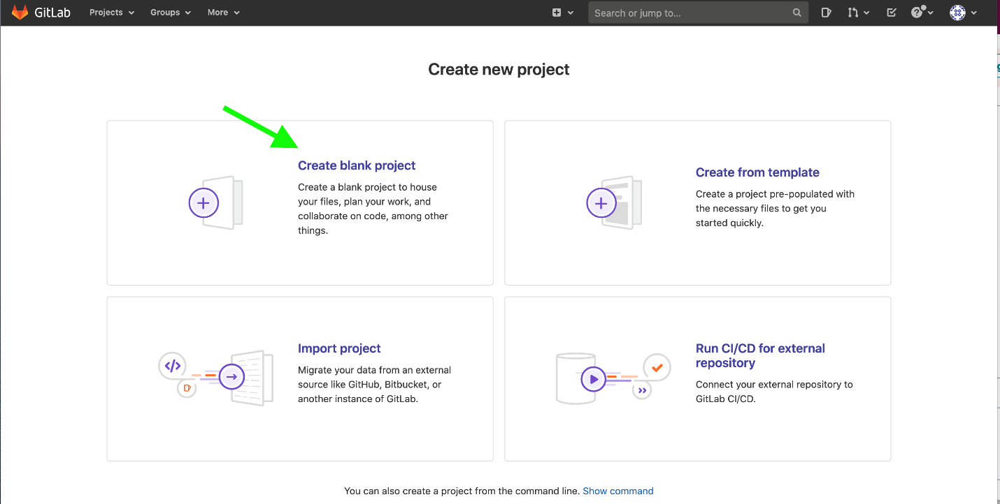 GitLab
Projects
Groups
More
Search or jump to...
Create new project
Create blank project
Create a blank project to house
your files, plan your work, and
collaborate on code, among other
things.
Create from template
Create a project pre-populated with
the necessary files to get you
started quickly.
Import project
Migrate your data from an external
source like GitHub, Bitbucket, or
another instance of GitLab.
Run CI/CD for external
repository
Connect your external repository to
GitLab CI/CD.
You can also create a project from the command line. Show command